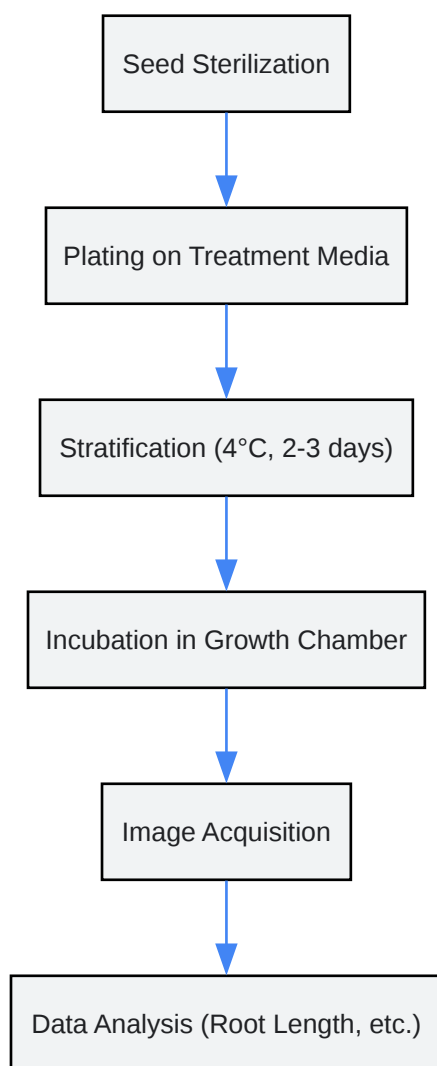 Seed Sterilization
Plating on Treatment Media
Stratification (4°C, 2-3 days)
Incubation in Growth Chamber
Image Acquisition
Data Analysis (Root Length, etc.)